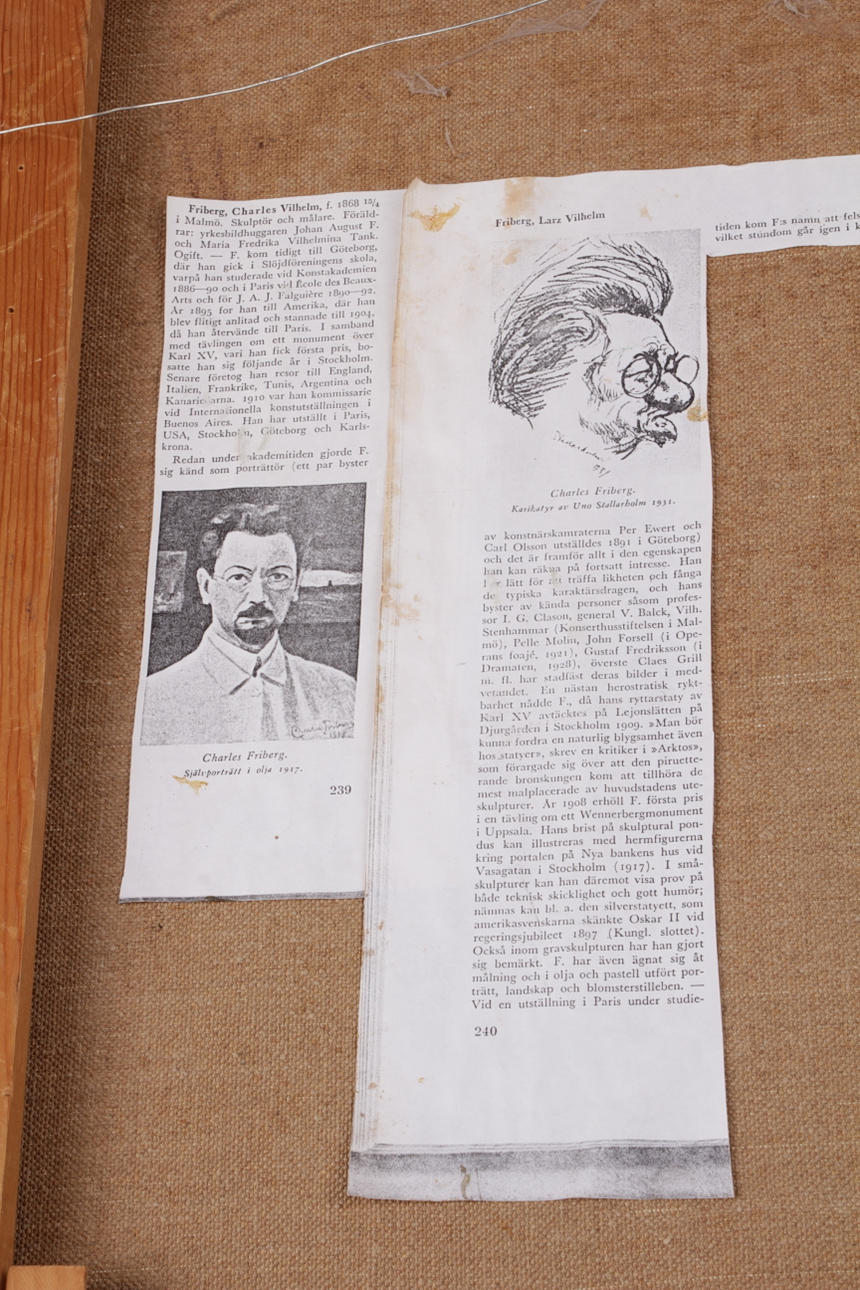 Friberg, Charles Vilhelm, f. 1868 15/4
i Malmö. Skulptör och målare. Föräld-
rar: yrkesbildhuggaren Johan August F.
och Maria Fredrika Vilhelmina Tank.
Ogift. — F. kom tidigt till Göteborg,
där han gick i Slöjdföreningens skola,
varpå han studerade vid Konstakademien
1886—90 och i Paris vid École des Beaux-
Arts och för J. A. J. Falguière 1890—92.
År 1895 for han till Amerika, där han
blev flitigt anlitad och stannade till 1904,
då han återvände till Paris. I samband
med tävlingen om ett monument över
Karl XV, vari han fick första pris, bo-
satte han sig följande år i Stockholm.
Senare företog han resor till England,
Italien, Frankrike, Tunis, Argentina och
Kanarieöarna. 1910 var han kommissarie
vid Internationella konstutställningen i
Buenos Aires. Han har utställt i Paris,
USA, Stockholm, Göteborg och Karls-
krona.
Redan under akademitiden gjorde F.
sig känd som porträttör (ett par byster
Charles Friberg.
Självporträtt i olja 1917.
239
Friberg, Larz Vilhelm
Charles Friberg.
Karikatyr av Uno Stallarholm 1931.
av konstnärskamraterna Per Ewert och
Carl Olsson utställdes 1891 i Göteborg)
och det är framför allt i den egenskapen
han kan räkna på fortsatt intresse. Han
lätt för att träffa likheten och fånga
de typiska karaktärsdragen, och hans
byster av kända personer såsom profes-
sor I. G. Clason, general V. Balck, Vilh.
Stenhammar (Konserthusstiftelsen i Mal-
mö), Pelle Molin, John Forsell (i Ope-
rans foajé, 1921), Gustaf Fredriksson (i
Dramaten, 1928), överste Claes Grill
m. fl. har stadfäst deras bilder i med-
vetandet. En nästan herostratisk rykt-
barhet nådde F., då hans ryttarstaty av
Karl XV avtäcktes på Lejonslätten på
Djurgården i Stockholm 1909. »Man bör
kunna fordra en naturlig blygsamhet även
hos statyer», skrev en kritiker i »Arktos»,
som förargade sig över att den piruette-
rande bronskungen kom att tillhöra de
mest malplacerade av huvudstadens ute-
skulpturer. År 1908 erhöll F. första pris
i en tävling om ett Wennerbergmonument
i Uppsala. Hans brist på skulptural pon-
dus kan illustreras med hermfigurerna
kring portalen på Nya bankens hus vid
Vasagatan i Stockholm (1917). I små-
skulpturer kan han däremot visa prov på
både teknisk skicklighet och gott humör;
nämnas kan bl. a. den silverstatyett, som
amerikasvenskarna skänkte Oskar II vid
regeringsjubileet 1897 (Kungl. slottet).
Också inom gravskulpturen har han gjort
sig bemärkt. F. har även ägnat sig åt
målning och i olja och pastell utfört por-
trätt, landskap och blomsterstilleben. —
Vid en utställning i Paris under studie-
240
tiden kom F:s namn att fels
vilket stundom går igen i k